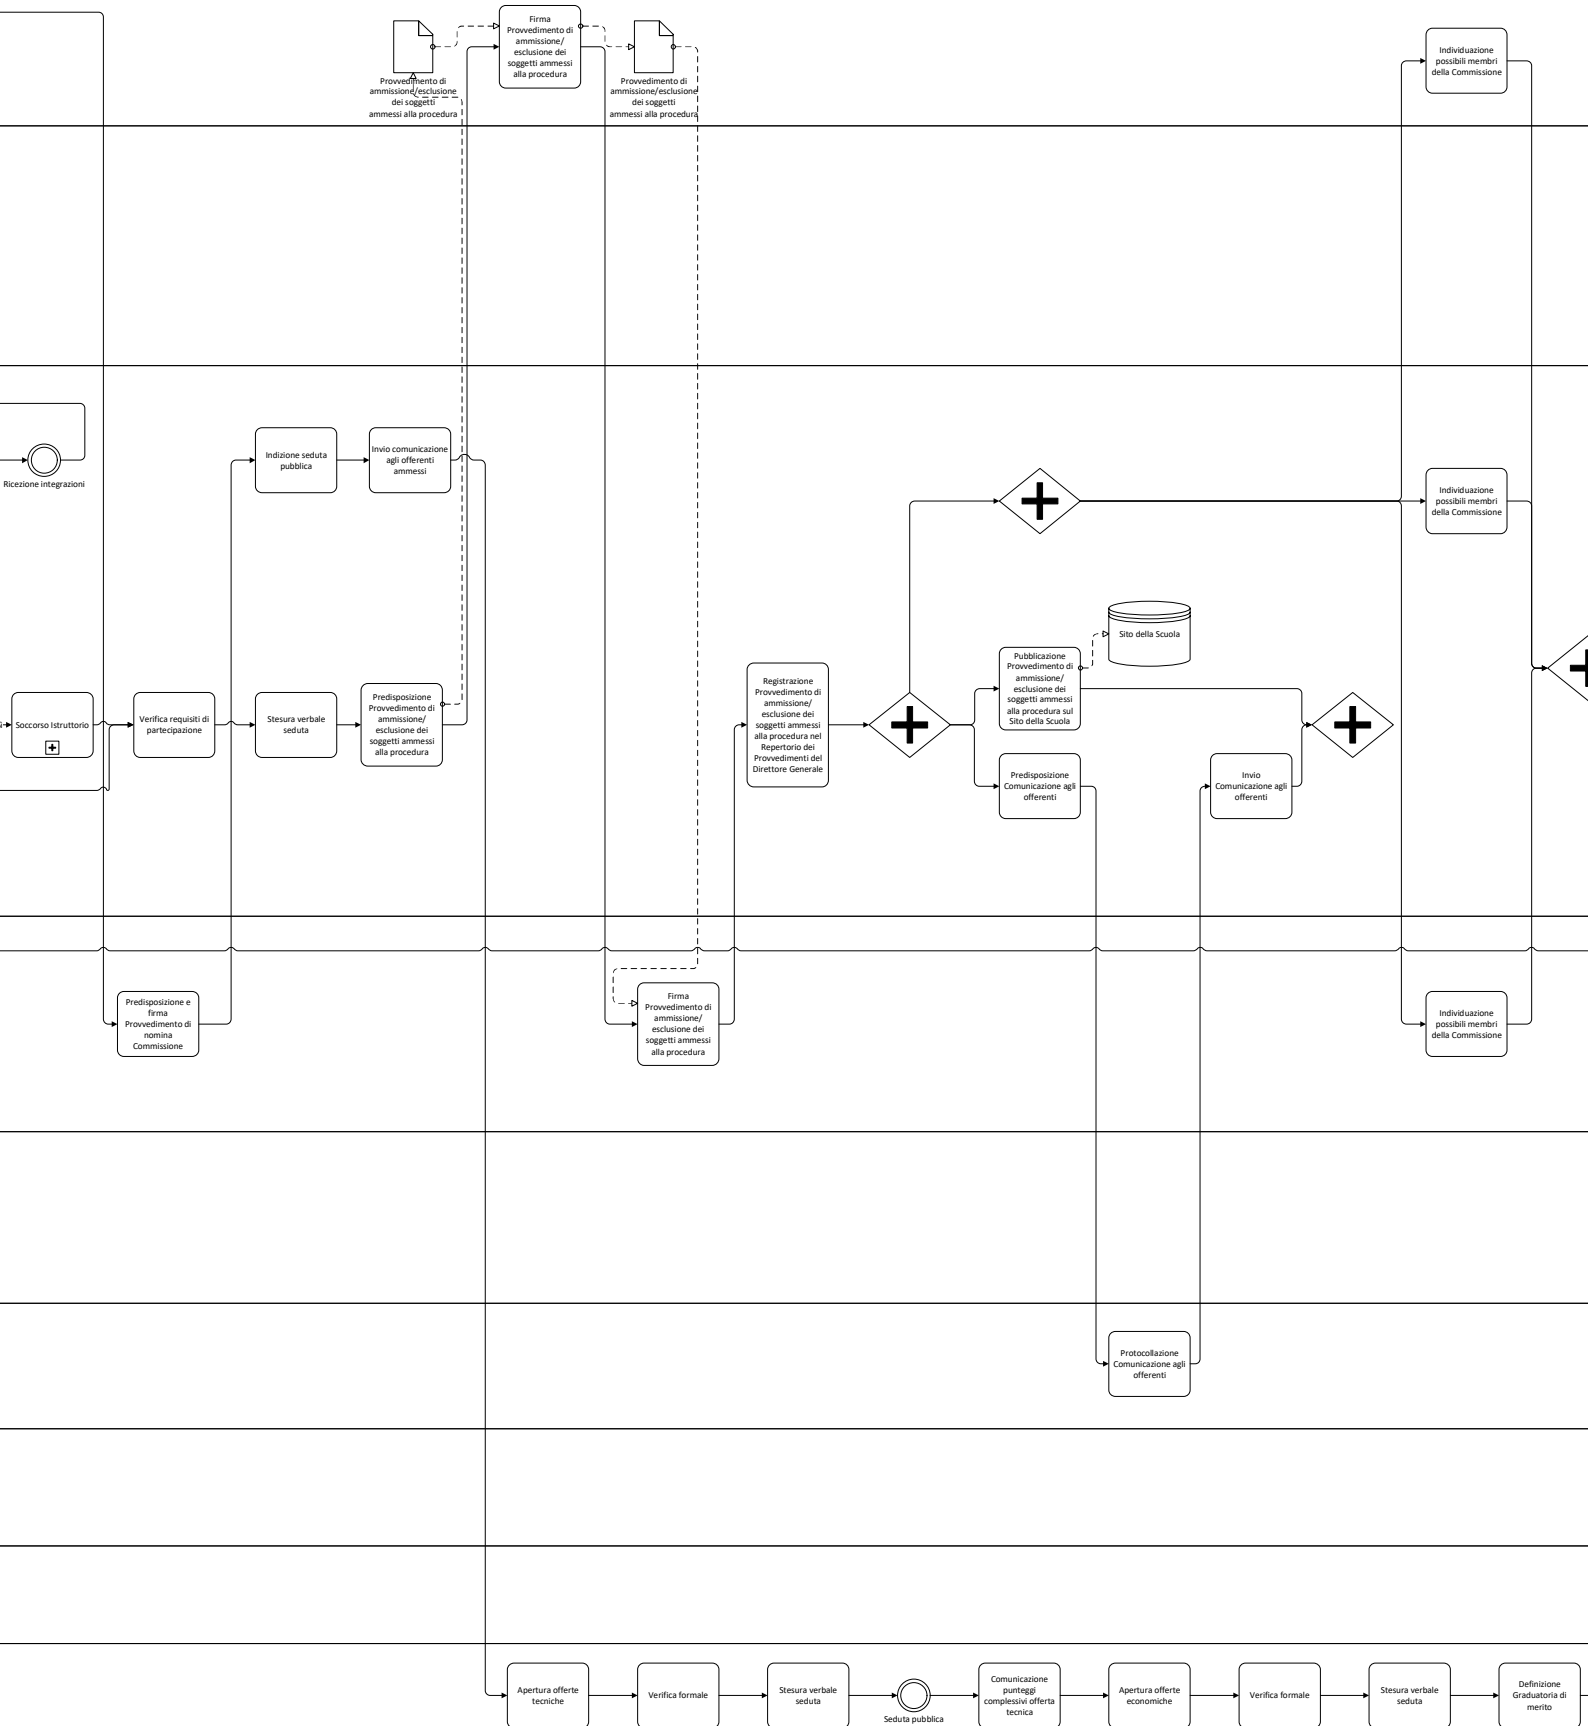 Firma
Provvedimento di
ammissione/
esclusione dei
soggetti ammessi
alla procedura
Provvedimento di
ammissione/esclusione
dei soggetti
ammessi alla procedura
Provvedimento di
ammissione/esclusione
dei soggetti
ammessi alla procedura
Individuazione
possibili membri
della Commissione
Ricezione integrazioni
Indizione seduta
pubblica
Invio comunicazione
agli offerenti
ammessi
Individuazione
possibili membri
della Commissione
Sito della Scuola
Soccorso Istruttorio
Verifica requisiti di
partecipazione
Stesura verbale
seduta
Predisposizione
Provvedimento di
ammissione/
esclusione dei
soggetti ammessi
alla procedura
Registrazione
Provvedimento di
ammissione/
esclusione dei
soggetti ammessi
alla procedura nel
Repertorio dei
Provvedimenti del
Direttore Generale
Pubblicazione
Provvedimento di
ammissione/
esclusione dei
soggetti ammessi
alla procedura sul
Sito della Scuola
Predisposizione
Comunicazione agli
offerenti
Invio
Comunicazione agli
offerenti
Predisposizione e
firma
Provvedimento di
nomina
Commissione
Firma
Provvedimento di
ammissione/
esclusione dei
soggetti ammessi
alla procedura
Individuazione
possibili membri
della Commissione
Protocollazione
Comunicazione agli
offerenti
Apertura offerte
tecniche
Verifica formale
Stesura verbale
seduta
Seduta pubblica
Comunicazione
punteggi
complessivi offerta
tecnica
Apertura offerte
economiche
Verifica formale
Stesura verbale
seduta
Definizione
Graduatoria di
merito